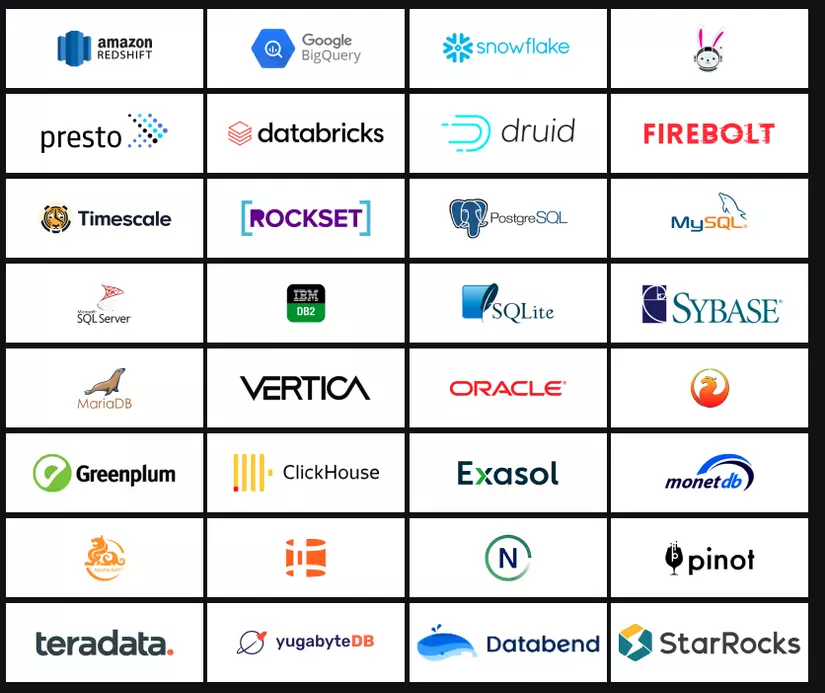 amazon
REDSHIFT
Google
BigQuery
snowflake
presto
databricks
druid
FIREBOLT
Timescale
[ROCKSET]
PostgreSQL
MySQL®
Microsoft®
SQL Server
IBM
DB2
SQLite
SYBASE®
MariaDB
VERTICA
ORACLE®
Greenplum
ClickHouse
Exasol
monetdb
N
pinot
teradata.
yugabyteDB
Databend
StarRocks